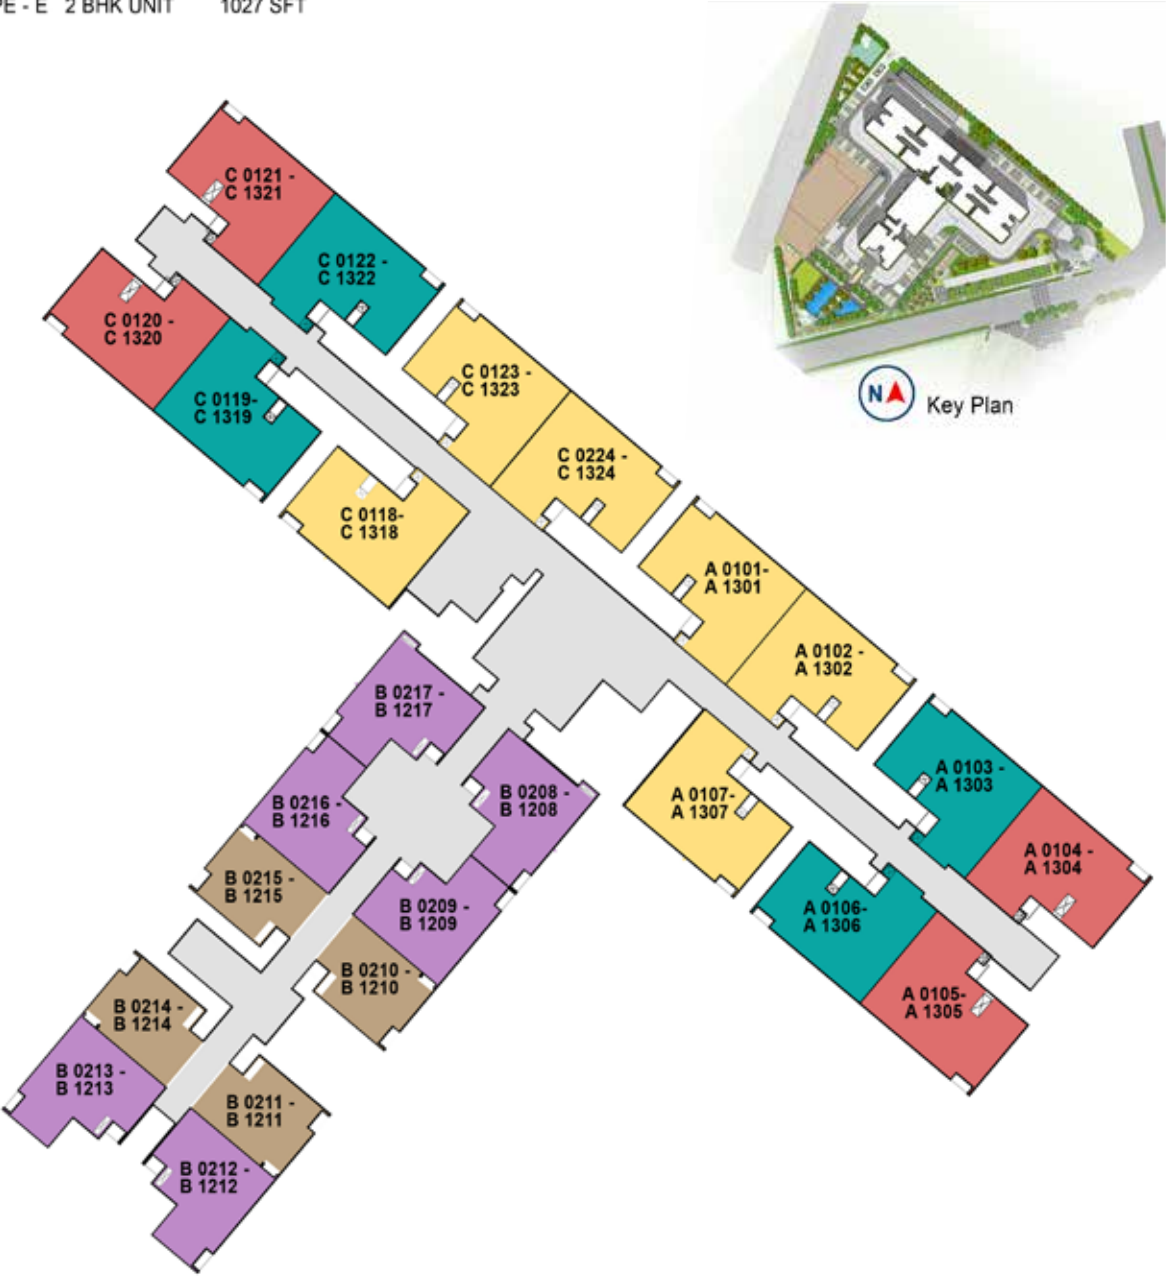 - E 2 BHK UNIT 1027 SFT
C 0121 -
C 1321
C 0122 -
C 1322
C 0120 -
C 1320
C 0119-
C 1319
C 0123 -
C 1323
N
Key Plan
C 0224 -
C 1324
C 0118-
C 1318
A 0101-
A 1301
A 0102 -
A 1302
B 0217 -
B 1217
A 0103 -
A 1303
B 0208 -
B 1208
A 0107-
A 1307
B 0216 -
B 1216
A 0104 -
A 1304
B 0215 -
B 1215
B 0209 -
B 1209
A 0106-
A 1306
B 0210 -
B 1210
A 0105-
A 1305
B 0214 -
B 1214
B 0213 -
B 1213
B 0211 -
B 1211
B 0212 -
B 1212